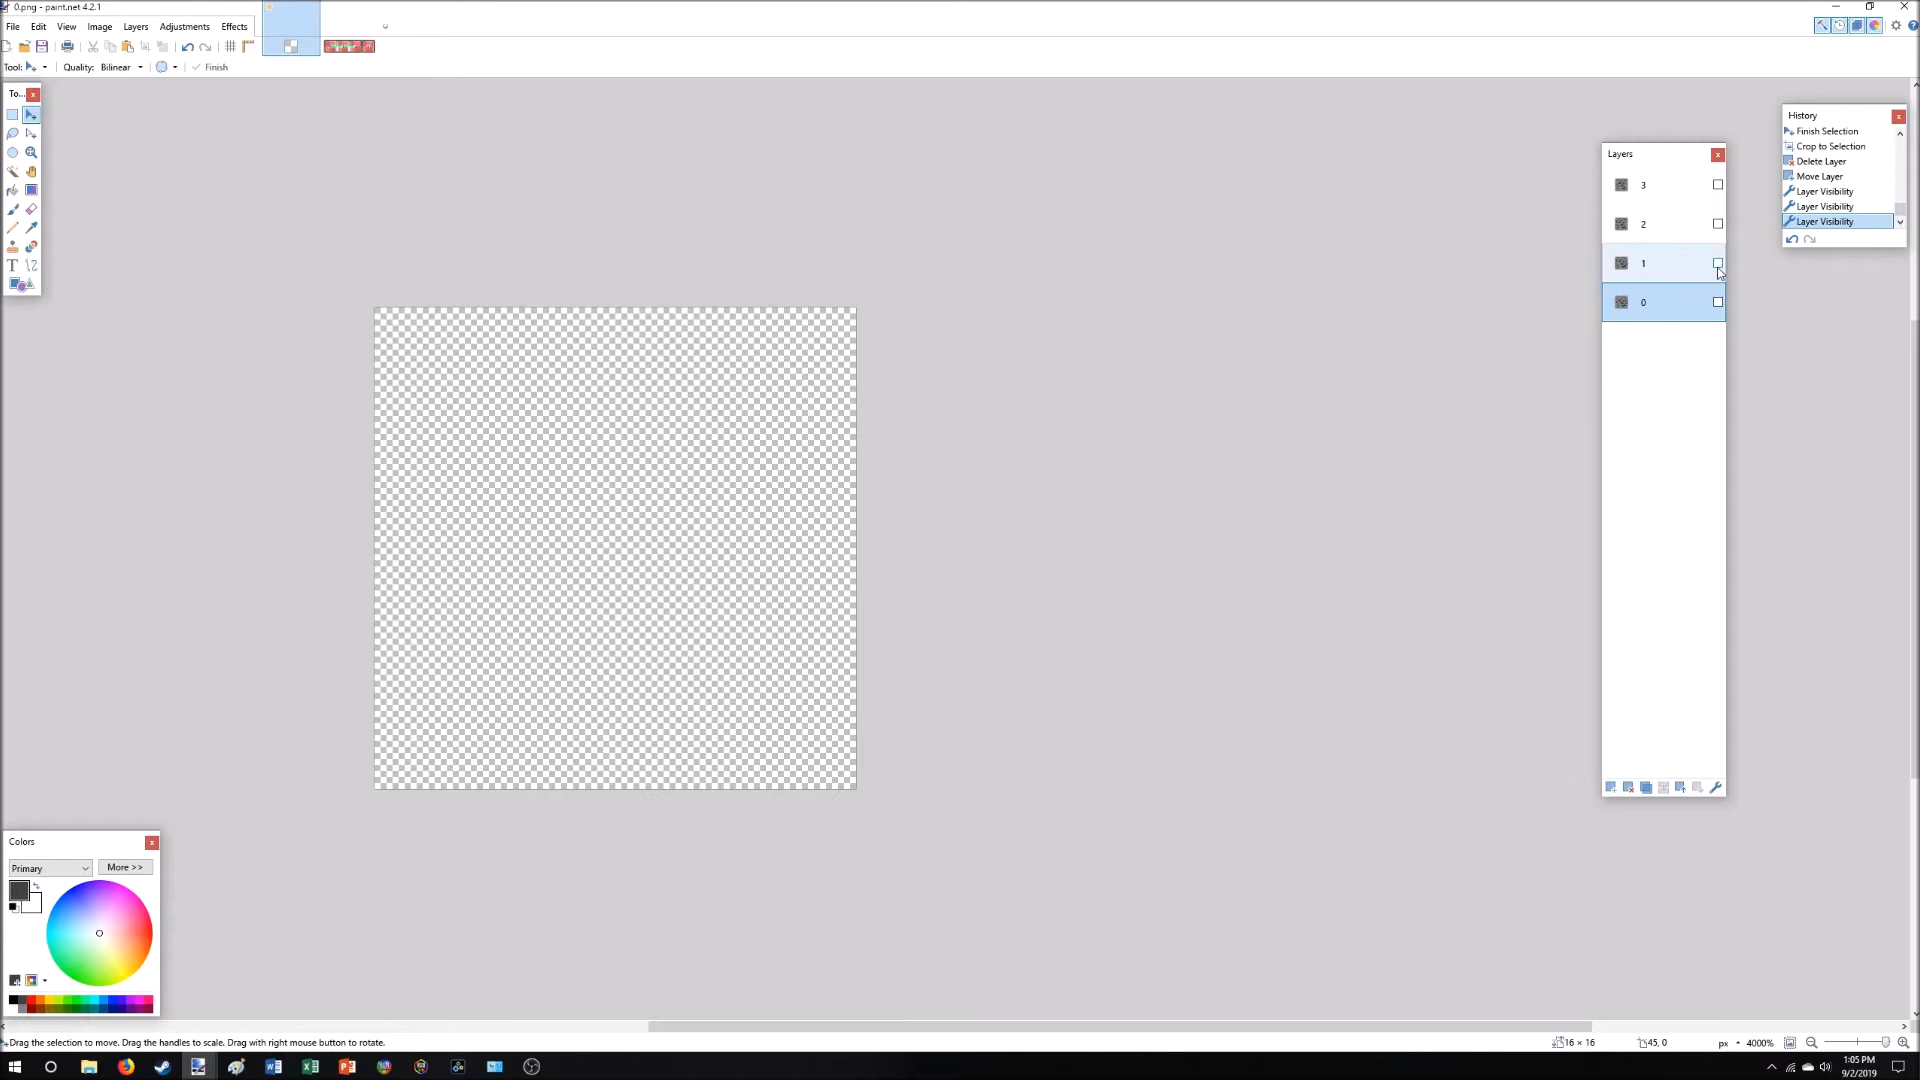 0.png - paint.net 4.2.1
File Edit View Image Layers Adjustments Effects
Tool: Quality: Bilinear Finish
To...
History
Finish Selection
Crop to Selection
Delete Layer
Move Layer
Layer Visibility
Layer Visibility
Layer Visibility
Layers
3
2
1
0
Colors
Primary More >>
Drag the selection to move. Drag the handles to scale. Drag with right mouse button to rotate.
16 × 16 45, 0 px 4000%
1:05 PM
9/2/2019